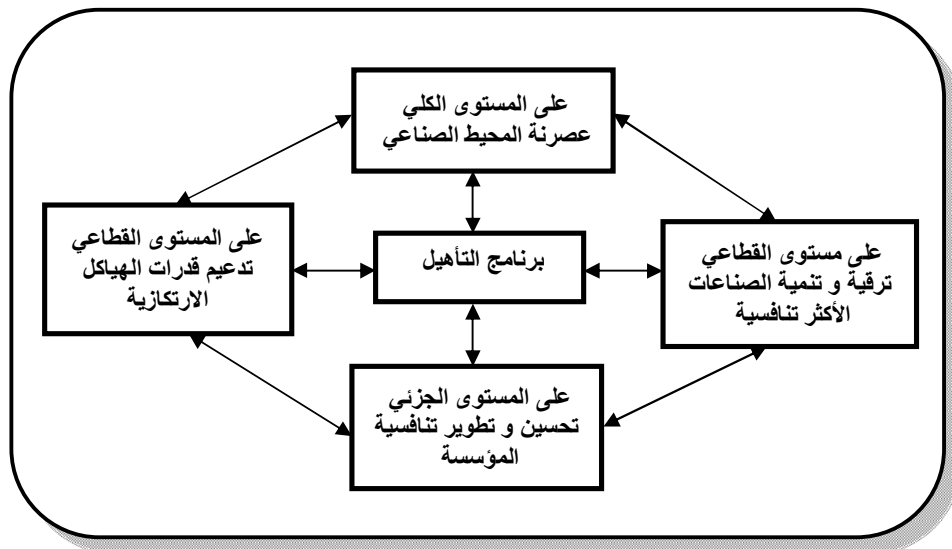 على المستوى الكلي
عصرنة المحيط الصناعي
على مستوى القطاعي
ترقية و تنمية الصناعات
الأكثر تنافسية
برنامج التأهيل
على المستوى القطاعي
تدعيم قدرات الهياكل
الارتكازية
على المستوى الجزئي
تحسين و تطوير تنافسية
المؤسسة